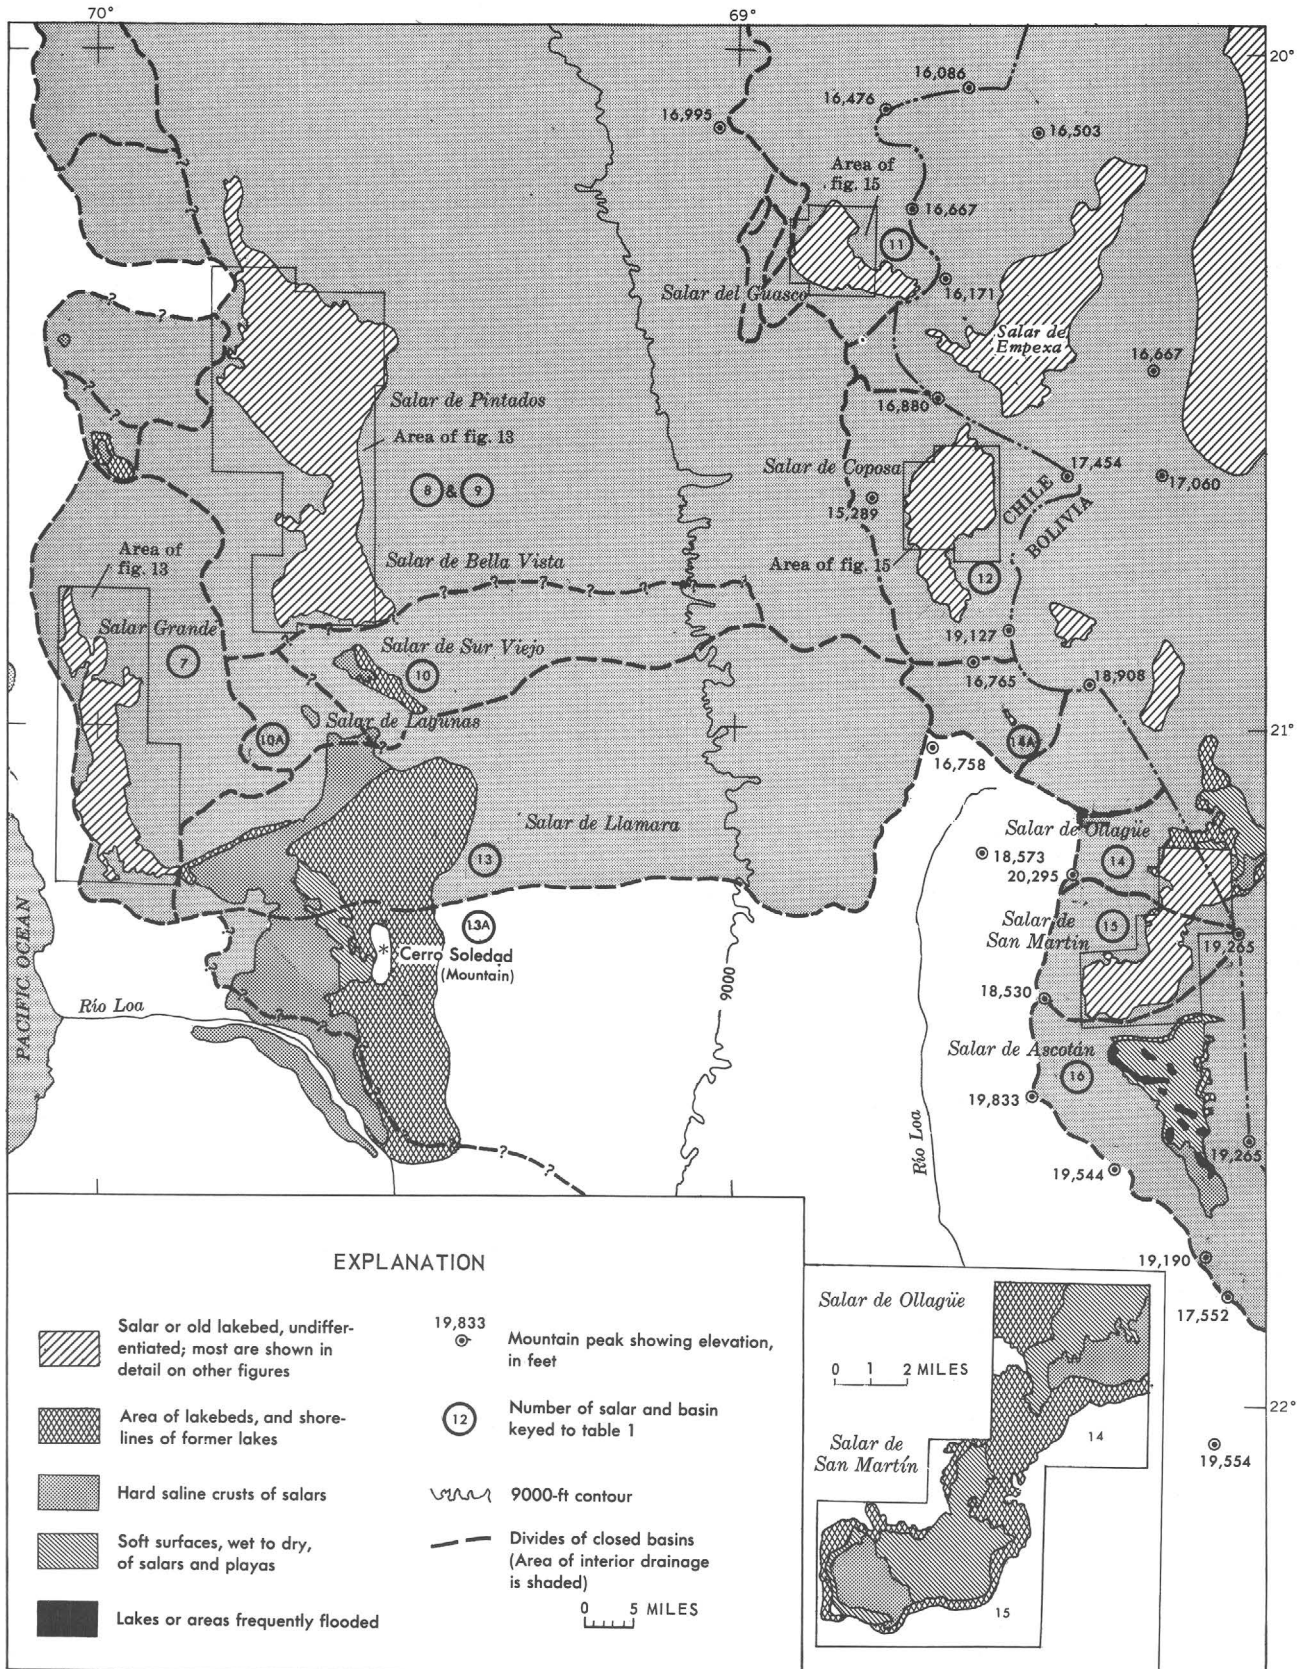 70°
69°
20°
16,086
16,476
16,995
16,503
Area of
fig. 15
16,667
11
Salar del Guasco
16,171
Salar de
Empexa
16,667
16,880
Salar de Pintados
Area of fig. 13
8 & 9
Salar de Coposa
15,289
17,454
17,060
CHILE
BOLIVIA
Area of
fig. 13
Salar de Bella Vista
Area of fig. 15
12
Salar Grande
7
Salar de Sur Viejo
10
19,127
16,765
18,908
Salar de Lagunas
10A
14A
21°
16,758
Salar de Llamara
13
Salar de Ollagüe
14
18,573
20,295
Salar de
San Martín
15
19,265
13A
Cerro Soledad
(Mountain)
9000
18,530
PACIFIC OCEAN
Río Loa
Salar de Ascotán
16
19,833
Río Loa
19,265
19,544
19,190
17,552
22°
19,554
EXPLANATION
Salar or old lakebed, undiffer-
entiated; most are shown in
detail on other figures
Area of lakebeds, and shore-
lines of former lakes
Hard saline crusts of salars
Soft surfaces, wet to dry,
of salars and playas
Lakes or areas frequently flooded
19,833
Mountain peak showing elevation,
in feet
12
Number of salar and basin
keyed to table 1
9000-ft contour
Divides of closed basins
(Area of interior drainage
is shaded)
0 5 MILES
Salar de Ollagüe
0 1 2 MILES
14
Salar de
San Martín
15